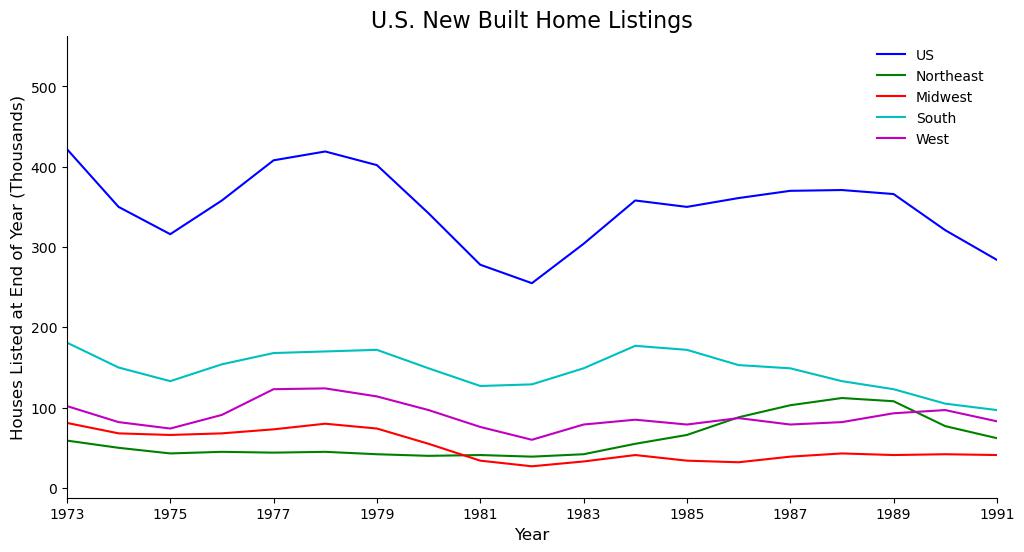 U.S. New Built Home Listings
US
Northeast
Midwest
South
West
Houses Listed at End of Year (Thousands)
500
400
300
200
100
0
1973 1975 1977 1979 1981 1983 1985 1987 1989 1991
Year